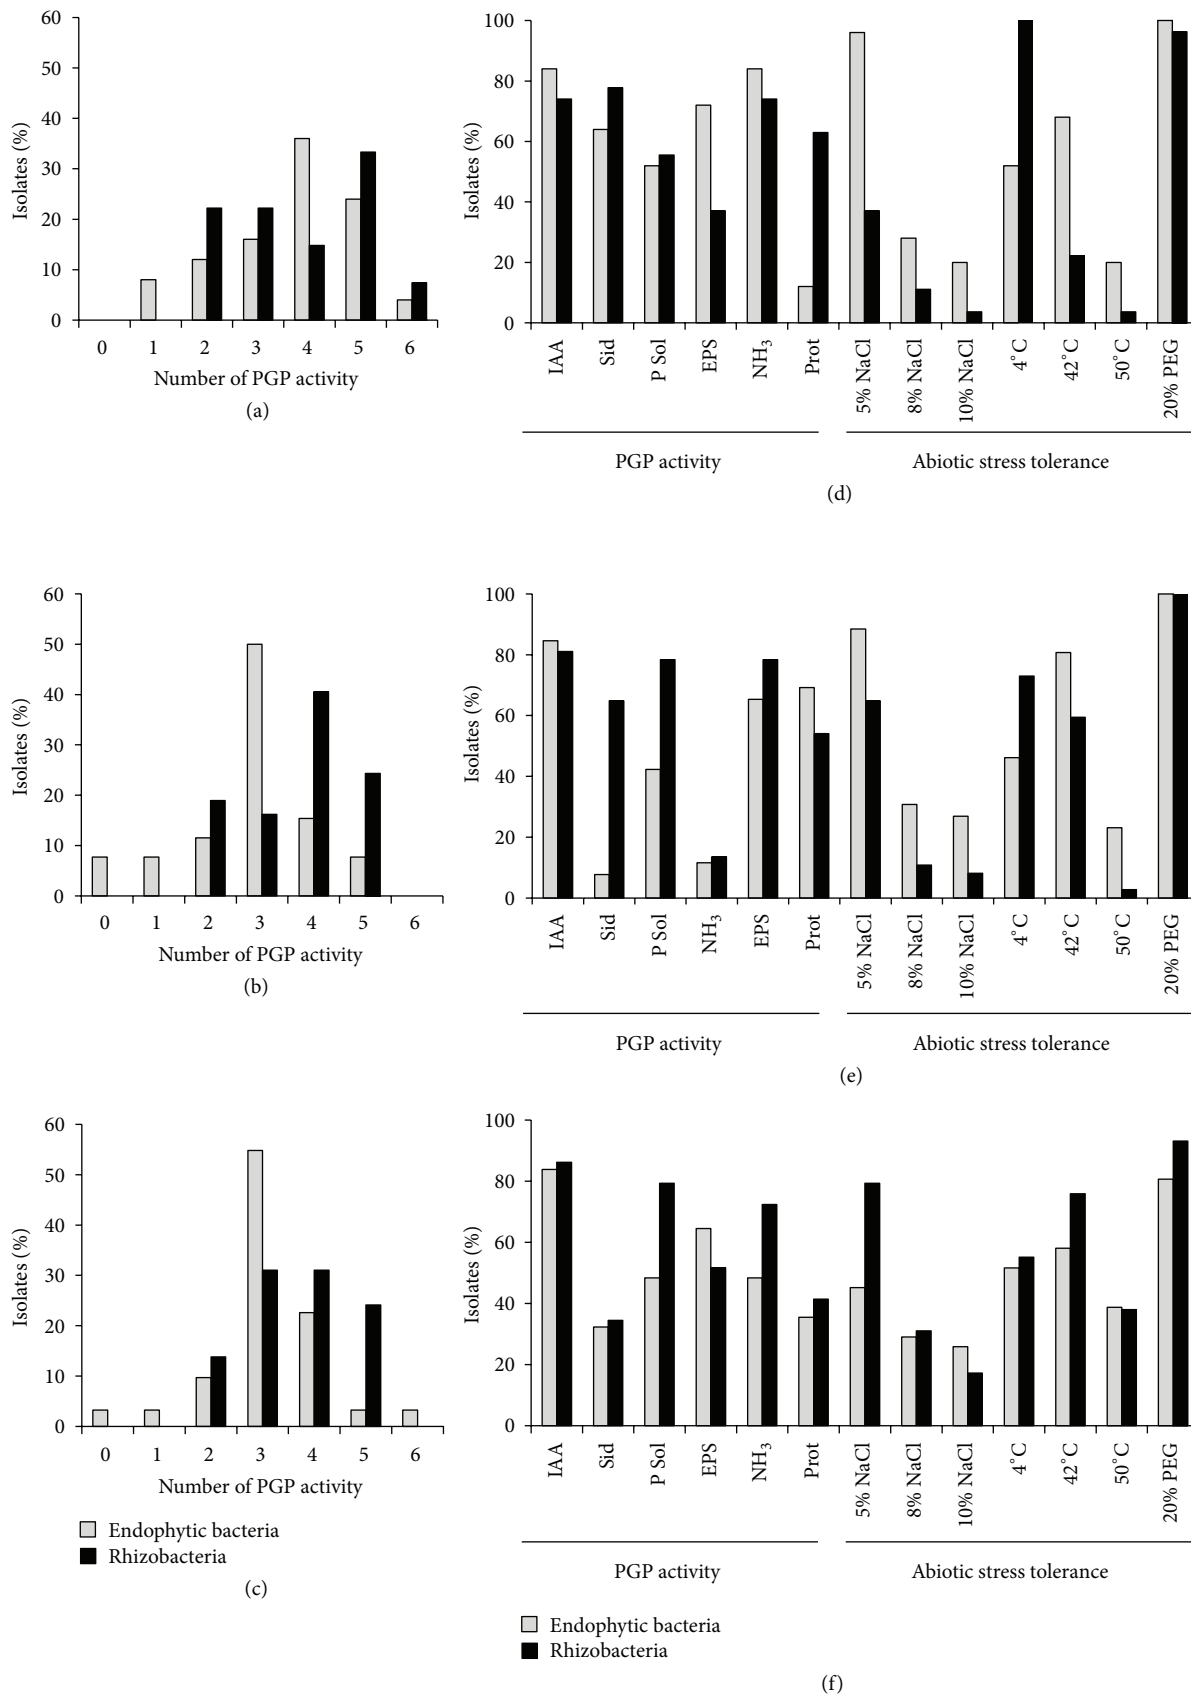 60
50
40
30
20
10
0
Isolates (%)
0 1 2 3 4 5 6
Number of PGP activity
(a)
100
80
60
40
20
0
Isolates (%)
IAA
Sid
P Sol
EPS
NH₃
Prot
5% NaCl
8% NaCl
10% NaCl
4°C
42°C
50°C
20% PEG
PGP activity
Abiotic stress tolerance
(d)
60
50
40
30
20
10
0
Isolates (%)
0 1 2 3 4 5 6
Number of PGP activity
(b)
100
80
60
40
20
0
Isolates (%)
IAA
Sid
P Sol
NH₃
EPS
Prot
5% NaCl
8% NaCl
10% NaCl
4°C
42°C
50°C
20% PEG
PGP activity
Abiotic stress tolerance
(e)
60
50
40
30
20
10
0
Isolates (%)
0 1 2 3 4 5 6
Number of PGP activity
Endophytic bacteria
Rhizobacteria
(c)
100
80
60
40
20
0
Isolates (%)
IAA
Sid
P Sol
EPS
NH₃
Prot
5% NaCl
8% NaCl
10% NaCl
4°C
42°C
50°C
20% PEG
PGP activity
Abiotic stress tolerance
Endophytic bacteria
Rhizobacteria
(f)